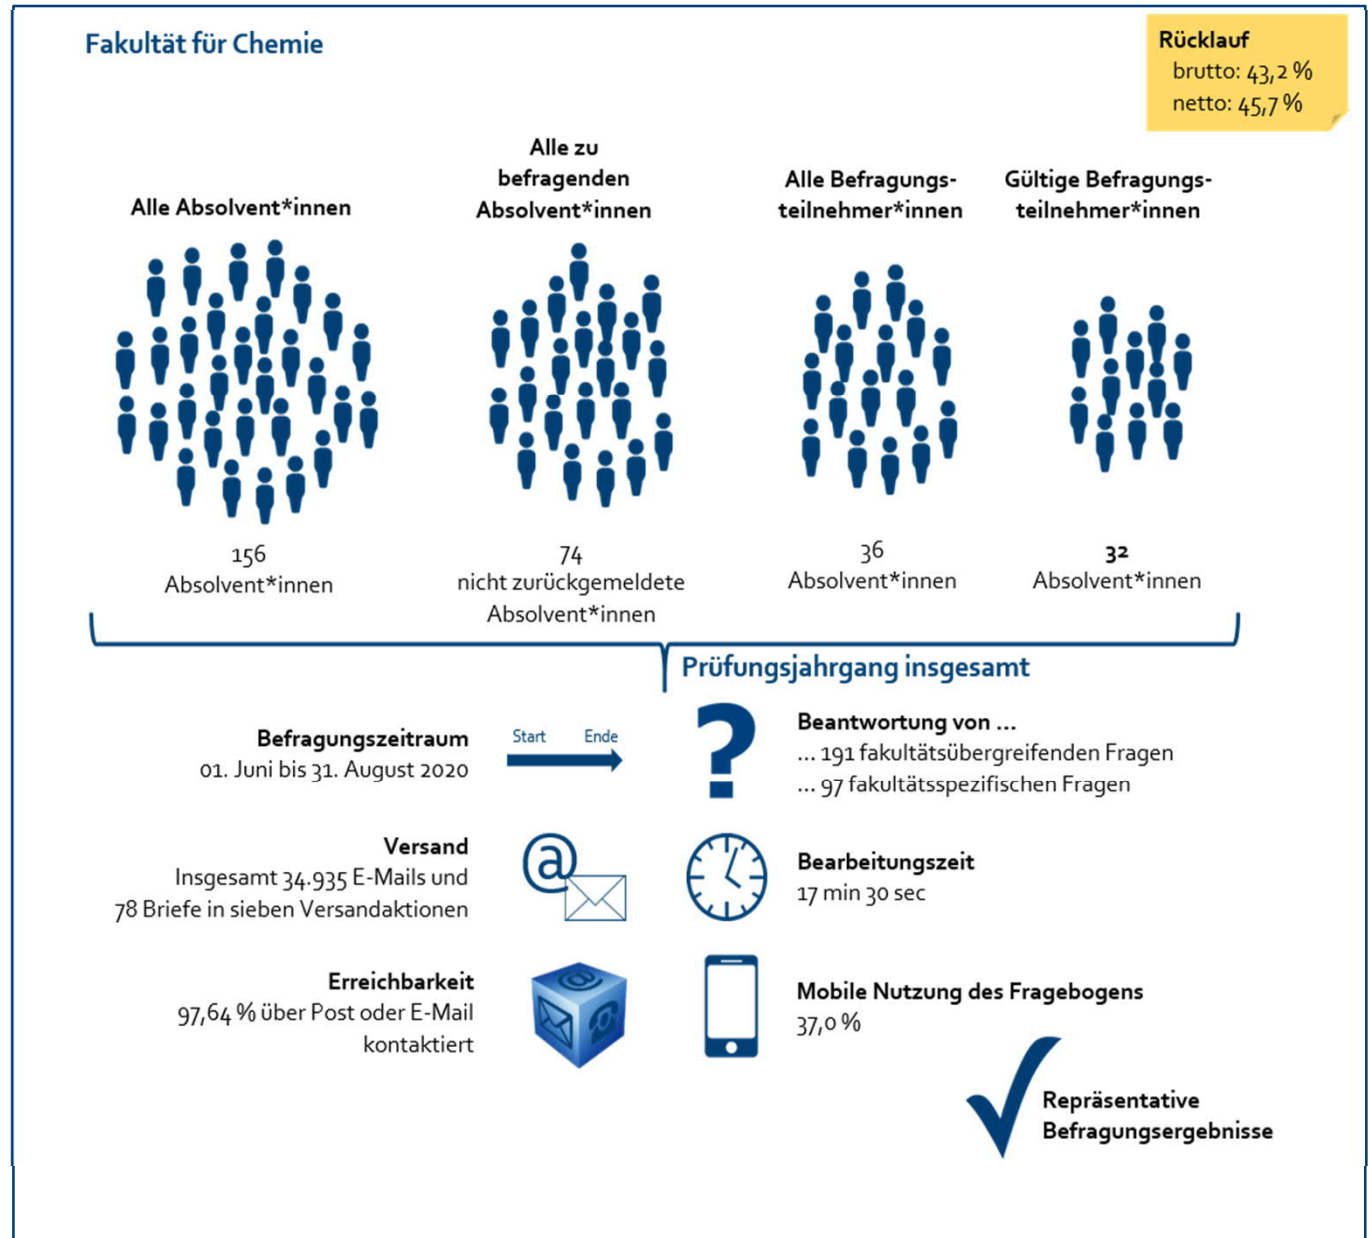 Fakultät für Chemie
Rücklauf
brutto: 43,2 %
netto: 45,7 %
Alle Absolvent*innen
Alle zu
befragenden
Absolvent*innen
Alle Befragungs-
teilnehmer*innen
Gültige Befragungs-
teilnehmer*innen
156
Absolvent*innen
74
nicht zurückgemeldete
Absolvent*innen
36
Absolvent*innen
32
Absolvent*innen
Prüfungsjahrgang insgesamt
Befragungszeitraum
01. Juni bis 31. August 2020
Start Ende
?
Beantwortung von ...
... 191 fakultätsübergreifenden Fragen
... 97 fakultätsspezifischen Fragen
Versand
Insgesamt 34.935 E-Mails und
78 Briefe in sieben Versandaktionen
@
Bearbeitungszeit
17 min 30 sec
Erreichbarkeit
97,64 % über Post oder E-Mail
kontaktiert
@
Mobile Nutzung des Fragebogens
37,0 %
Repräsentative
Befragungsergebnisse